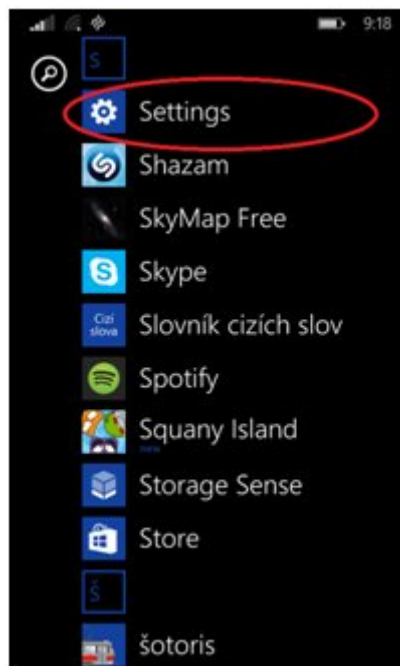 9:18
S
Settings
Shazam
SkyMap Free
Skype
Cizí
slova
Slovník cizích slov
Spotify
Squany Island
new
Storage Sense
Store
Š
šotoris